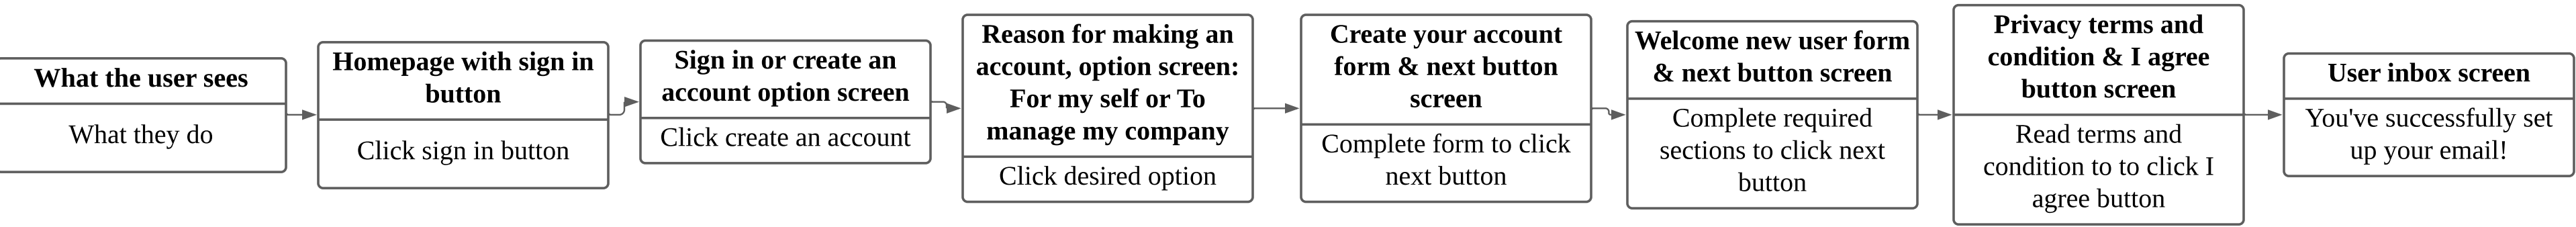 What the user sees
What they do
Homepage with sign in
button
Click sign in button
Sign in or create an
account option screen
Click create an account
Reason for making an
account, option screen:
For my self or To
manage my company
Click desired option
Create your account
form & next button
screen
Complete form to click
next button
Welcome new user form
& next button screen
Complete required
sections to click next
button
Privacy terms and
condition & I agree
button screen
Read terms and
condition to to click I
agree button
User inbox screen
You've successfully set
up your email!